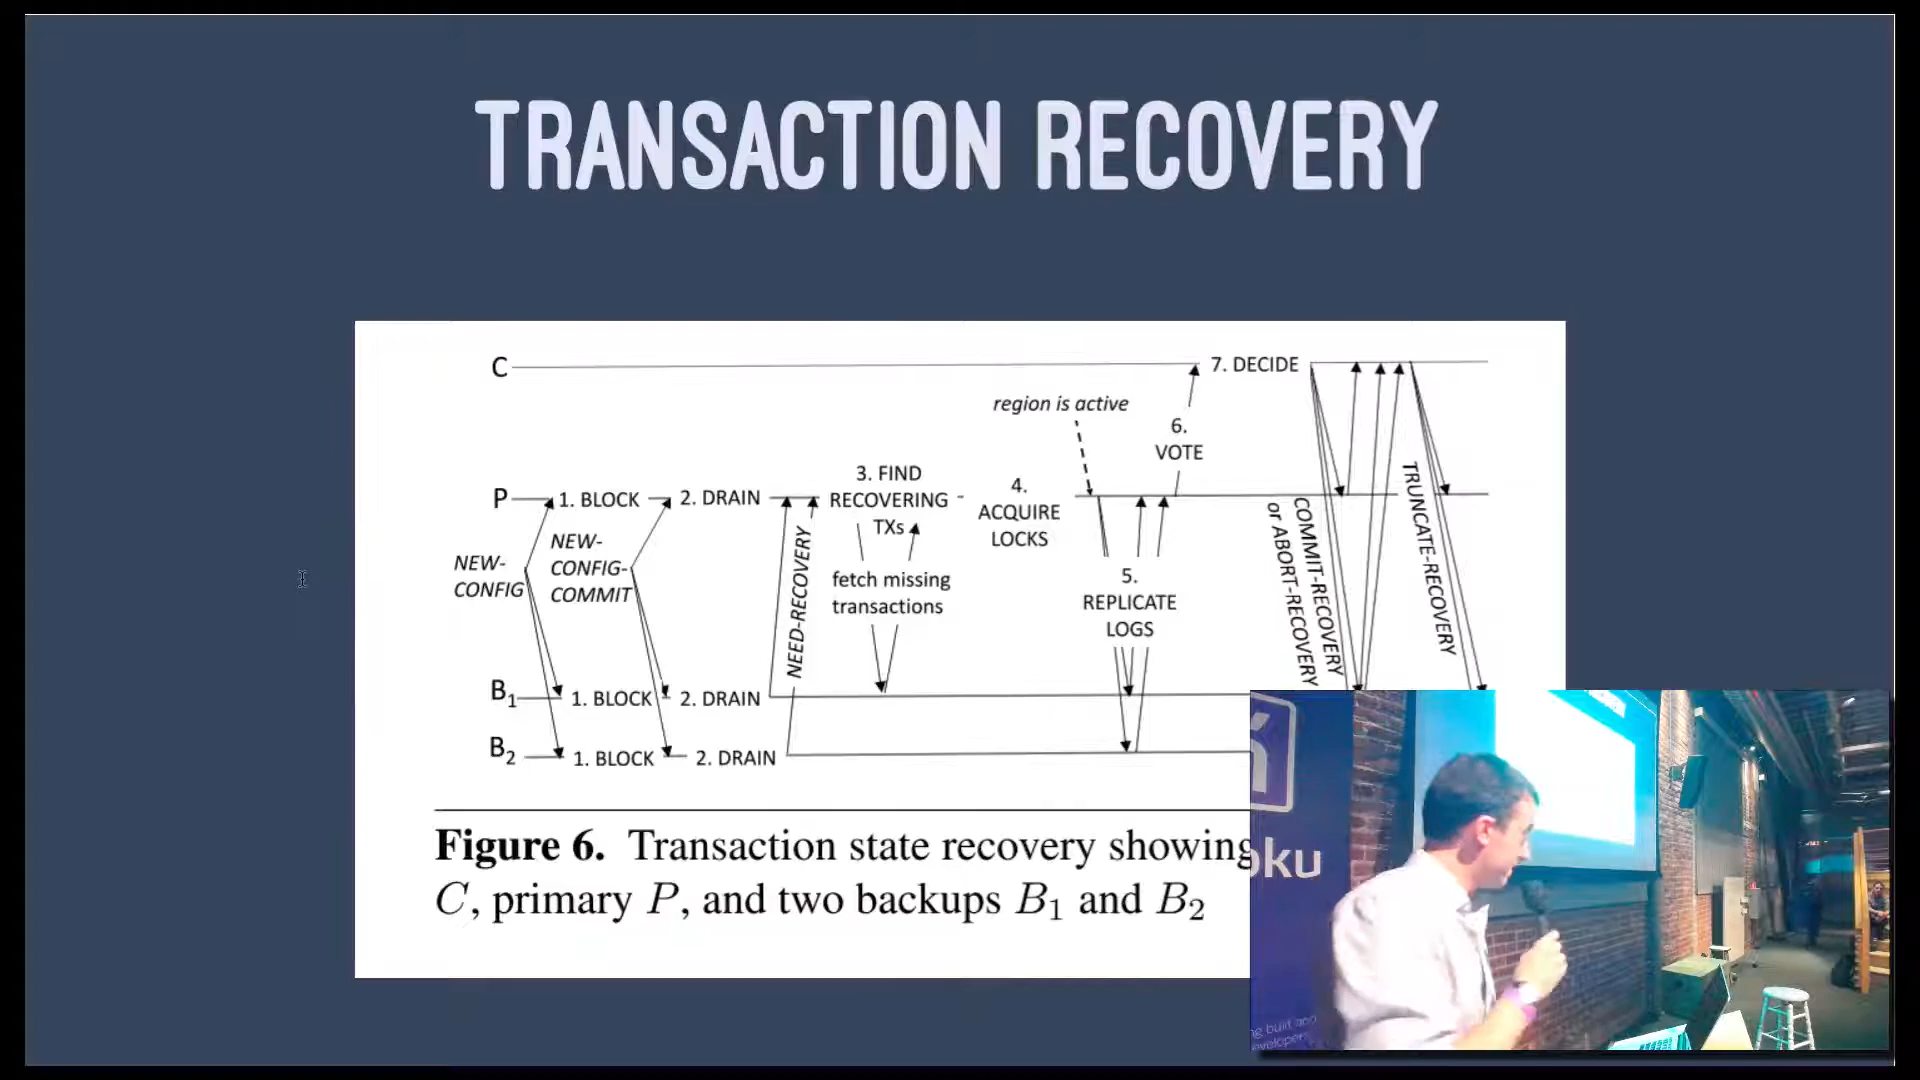 TRANSACTION RECOVERY
C
7. DECIDE
region is active
6.
VOTE
3. FIND
RECOVERING
TXs
4.
ACQUIRE
LOCKS
P
1. BLOCK
2. DRAIN
NEW-
CONFIG
NEW-
CONFIG-
COMMIT
NEED-RECOVERY
fetch missing
transactions
5.
REPLICATE
LOGS
COMMIT-RECOVERY
or ABORT-RECOVERY
TRUNCATE-RECOVERY
B1
1. BLOCK
2. DRAIN
B2
1. BLOCK
2. DRAIN
Figure 6. Transaction state recovery showing
C, primary P, and two backups B1 and B2
oku